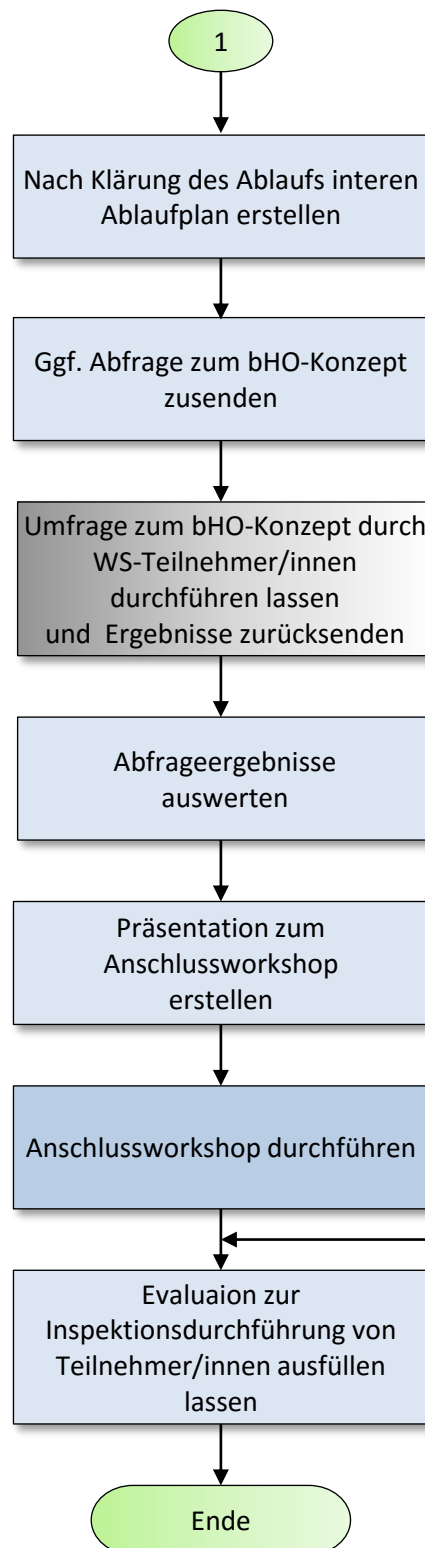 1
Nach Klärung des Ablaufs interen
Ablaufplan erstellen
Ggf. Abfrage zum bHO-Konzept
zusenden
Umfrage zum bHO-Konzept durch
WS-Teilnehmer/innen
durchführen lassen
und Ergebnisse zurücksenden
Abfrageergebnisse
auswerten
Präsentation zum
Anschlussworkshop
erstellen
Anschlussworkshop durchführen
Evaluaion zur
Inspektionsdurchführung von
Teilnehmer/innen ausfüllen
lassen
Ende